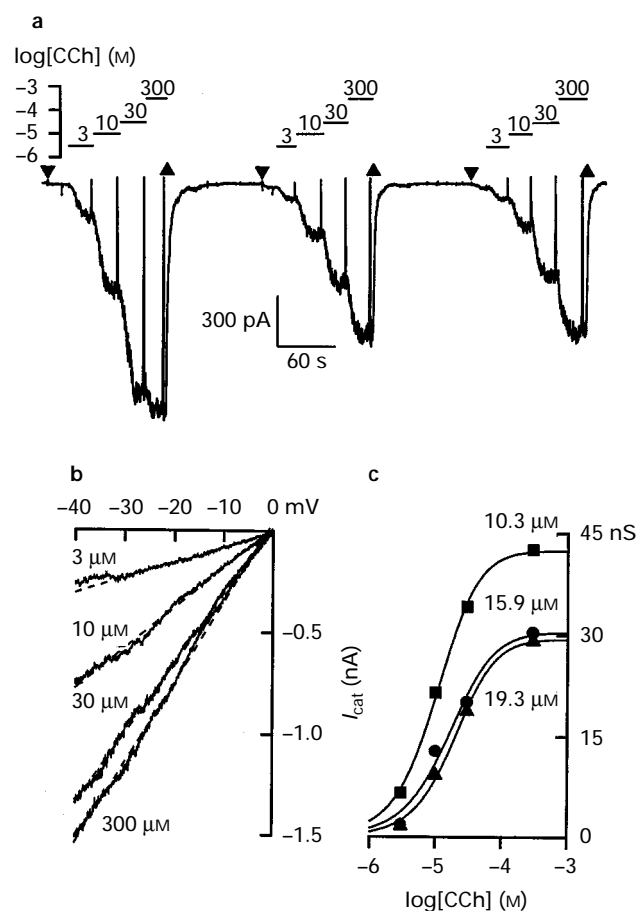 a
log[CCh] (M)
−3
−4
−5
−6
3 10 30 300
3 10 30 300
3 10 30 300
300 pA
60 s
b
−40 −30 −20 −10 0 mV
3 μM
10 μM
30 μM
300 μM
−0.5
−1.0
−1.5
Icat (nA)
c
10.3 μM
15.9 μM
19.3 μM
45 nS
30
15
0
−6 −5 −4 −3
log[CCh] (M)